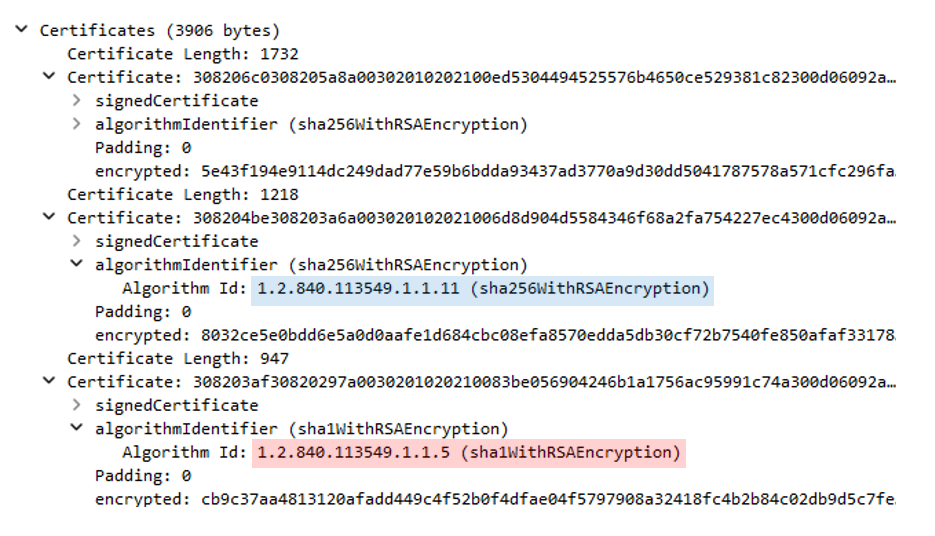 Certificates (3906 bytes)
Certificate Length: 1732
Certificate: 308206c0308205a8a00302010202100ed5304494525576b4650ce529381c82300d06092a…
signedCertificate
algorithmIdentifier (sha256WithRSAEncryption)
Padding: 0
encrypted: 5e43f194e9114dc249dad77e59b6bdda93437ad3770a9d30dd5041787578a571cfc296fa…
Certificate Length: 1218
Certificate: 308204be308203a6a003020102021006d8d904d5584346f68a2fa754227ec4300d06092a…
signedCertificate
algorithmIdentifier (sha256WithRSAEncryption)
Algorithm Id: 1.2.840.113549.1.1.11 (sha256WithRSAEncryption)
Padding: 0
encrypted: 8032ce5e0bdd6e5a0d0aafe1d684cbc08efa8570edda5db30cf72b7540fe850afaf33178…
Certificate Length: 947
Certificate: 308203af30820297a0030201020210083be056904246b1a1756ac95991c74a300d06092a…
signedCertificate
algorithmIdentifier (sha1WithRSAEncryption)
Algorithm Id: 1.2.840.113549.1.1.5 (sha1WithRSAEncryption)
Padding: 0
encrypted: cb9c37aa4813120afadd449c4f52b0f4dfae04f5797908a32418fc4b2b84c02db9d5c7fe…